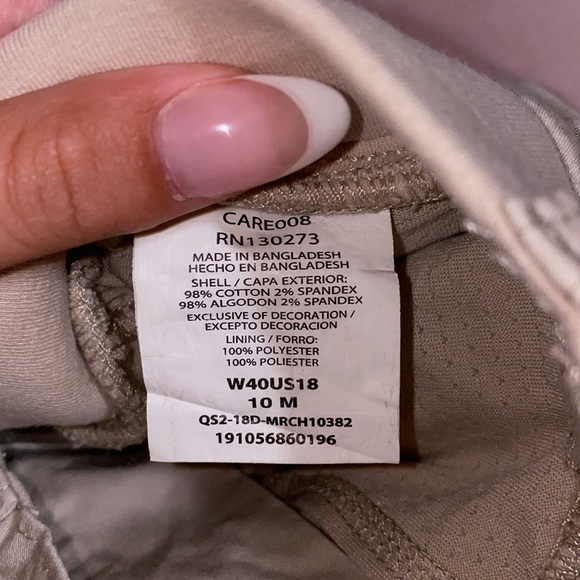 CARE008
RN130273
MADE IN BANGLADESH
HECHO EN BANGLADESH
SHELL / CAPA EXTERIOR:
98% COTTON 2% SPANDEX
98% ALGODON 2% SPANDEX
EXCLUSIVE OF DECORATION /
EXCEPTO DECORACION
LINING / FORRO:
100% POLYESTER
100% POLIESTER
W40US18
10 M
QS2-18D-MRCH10382
191056860196